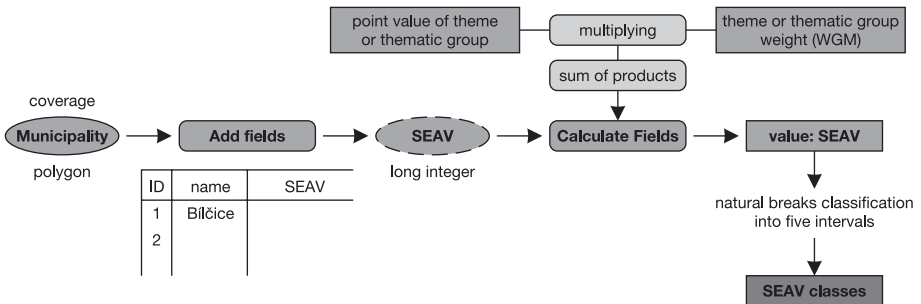 point value of theme
or thematic group
multiplying
theme or thematic group
weight (WGM)
sum of products
coverage
Municipality
polygon
Add fields
SEAV
long integer
Calculate Fields
value: SEAV
ID name SEAV
1 Bílčice
2
natural breaks classification
into five intervals
SEAV classes